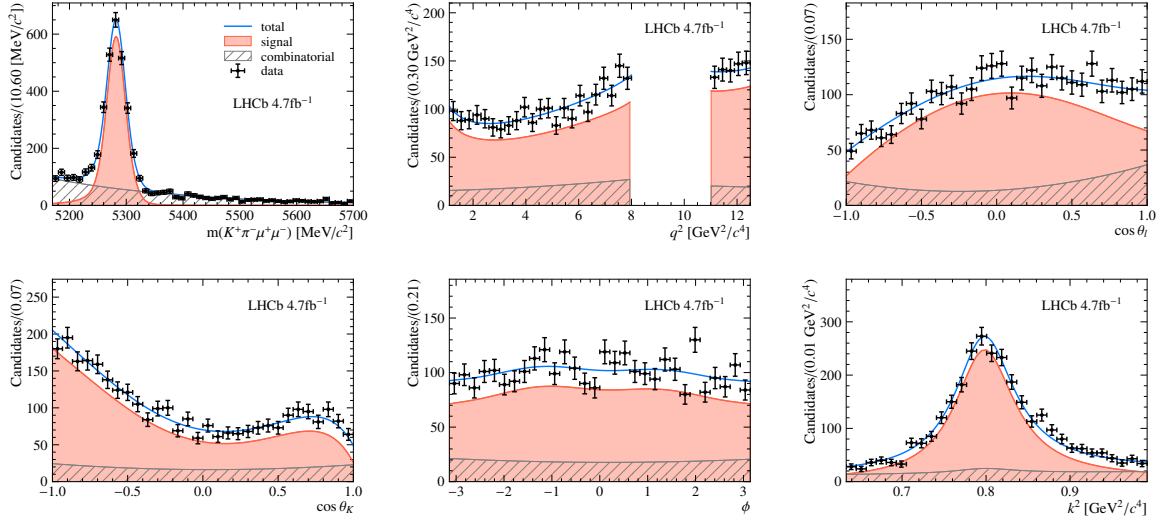 Candidates/(10.60 [MeV/c²])
600
450
300
150
0
total
signal
combinatorial
data
LHCb 4.7fb⁻¹
5200 5300 5400 5500 5600 5700
m(K⁺π⁻μ⁺μ⁻) [MeV/c²]
Candidates/(0.30 GeV²/c⁴)
200
150
100
50
0
LHCb 4.7fb⁻¹
2 4 6 8 10 12
q² [GeV²/c⁴]
Candidates/(0.07)
150
100
50
0
LHCb 4.7fb⁻¹
−1.0 −0.5 0.0 0.5 1.0
cos θ_l
Candidates/(0.07)
250
200
150
100
50
0
LHCb 4.7fb⁻¹
−1.0 −0.5 0.0 0.5 1.0
cos θ_K
Candidates/(0.21)
150
100
50
0
LHCb 4.7fb⁻¹
−3 −2 −1 0 1 2 3
ϕ
Candidates/(0.01 GeV²/c⁴)
300
200
100
0
LHCb 4.7fb⁻¹
0.7 0.8 0.9
k² [GeV²/c⁴]